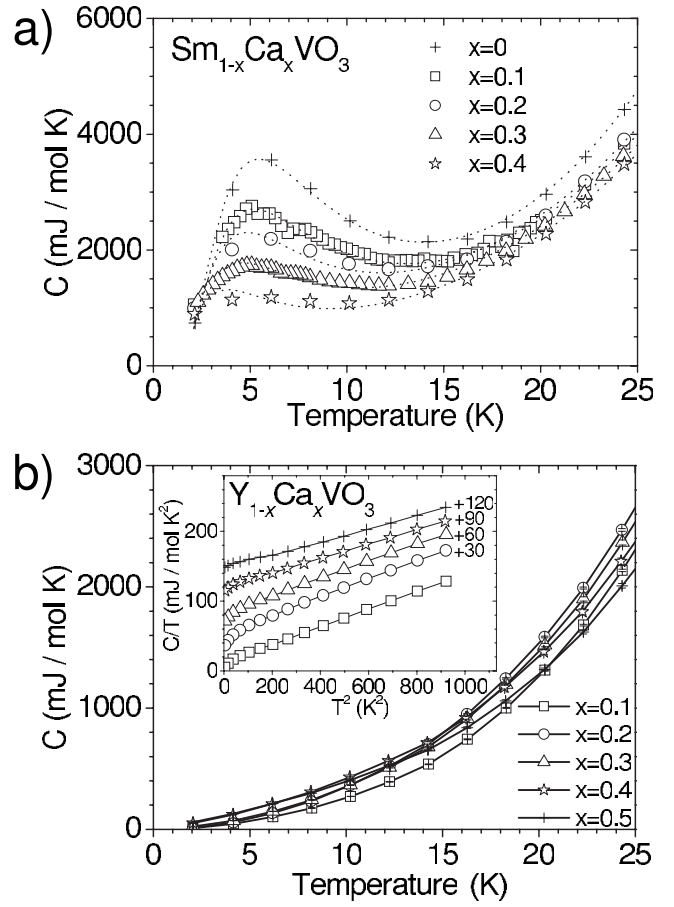 a)
Sm1-xCaxVO3
x=0
x=0.1
x=0.2
x=0.3
x=0.4
C (mJ / mol K)
6000
4000
2000
0
0 5 10 15 20 25
Temperature (K)
b)
Y1-xCaxVO3
+120
+90
+60
+30
C/T (mJ / mol K2)
200
100
0
0 200 400 600 800 1000
T2 (K2)
C (mJ / mol K)
3000
2000
1000
0
x=0.1
x=0.2
x=0.3
x=0.4
x=0.5
0 5 10 15 20 25
Temperature (K)